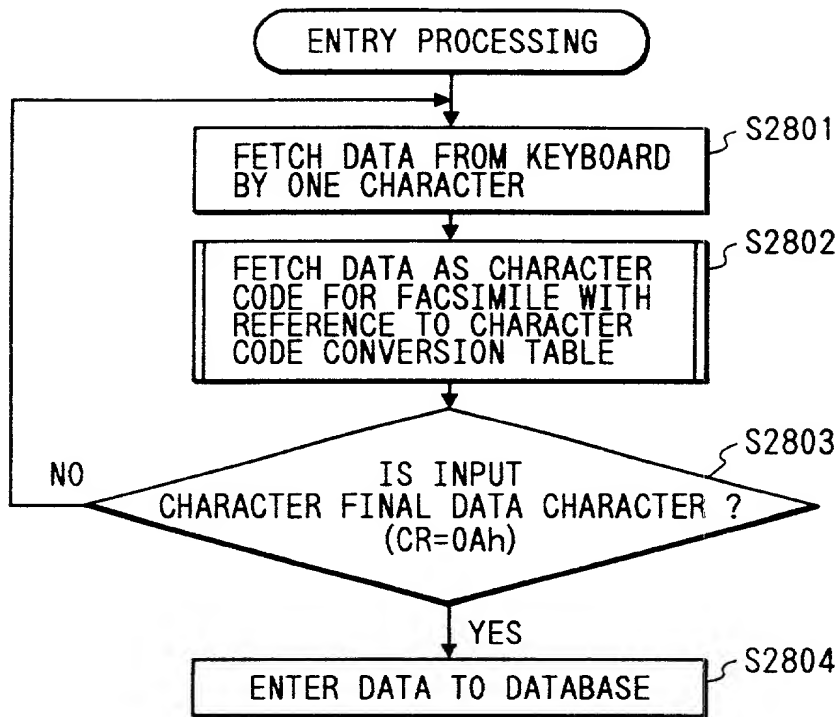 ENTRY PROCESSING
S2801
FETCH DATA FROM KEYBOARD
BY ONE CHARACTER
S2802
FETCH DATA AS CHARACTER
CODE FOR FACSIMILE WITH
REFERENCE TO CHARACTER
CODE CONVERSION TABLE
S2803
NO
IS INPUT
CHARACTER FINAL DATA CHARACTER ?
(CR=0Ah)
YES
S2804
ENTER DATA TO DATABASE